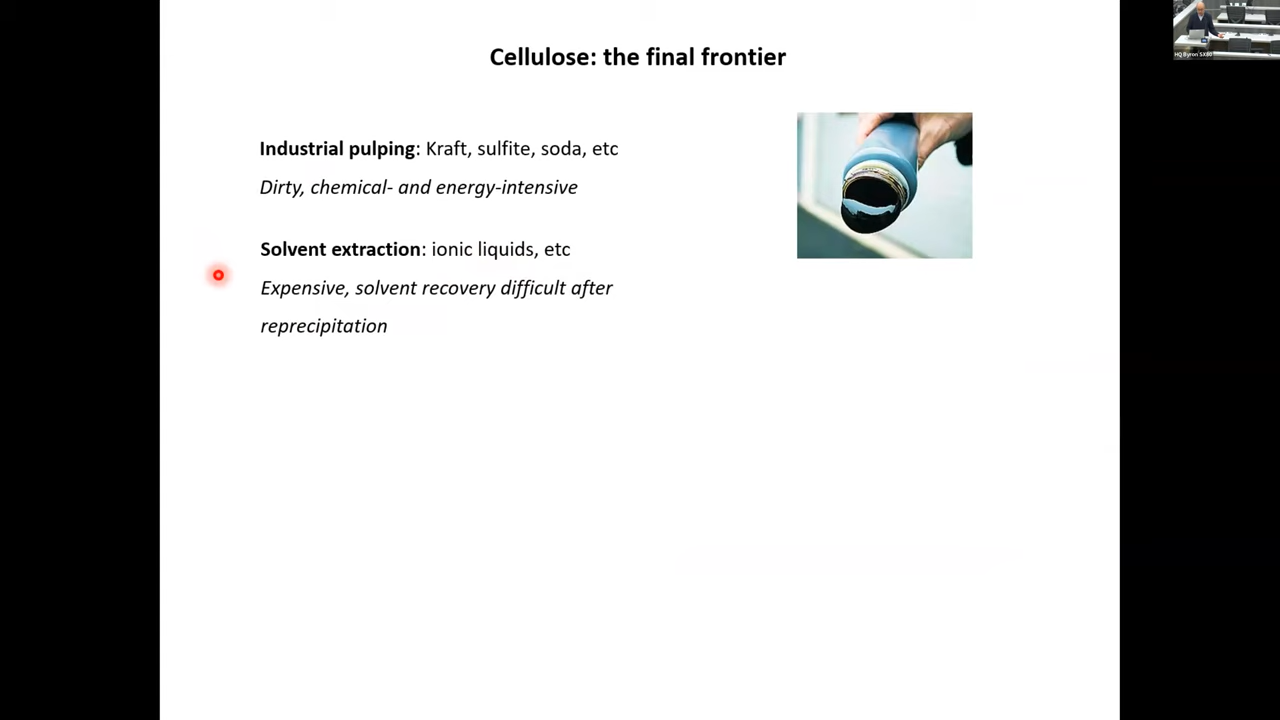 Cellulose: the final frontier
Industrial pulping: Kraft, sulfite, soda, etc
Dirty, chemical- and energy-intensive
Solvent extraction: ionic liquids, etc
Expensive, solvent recovery difficult after
reprecipitation